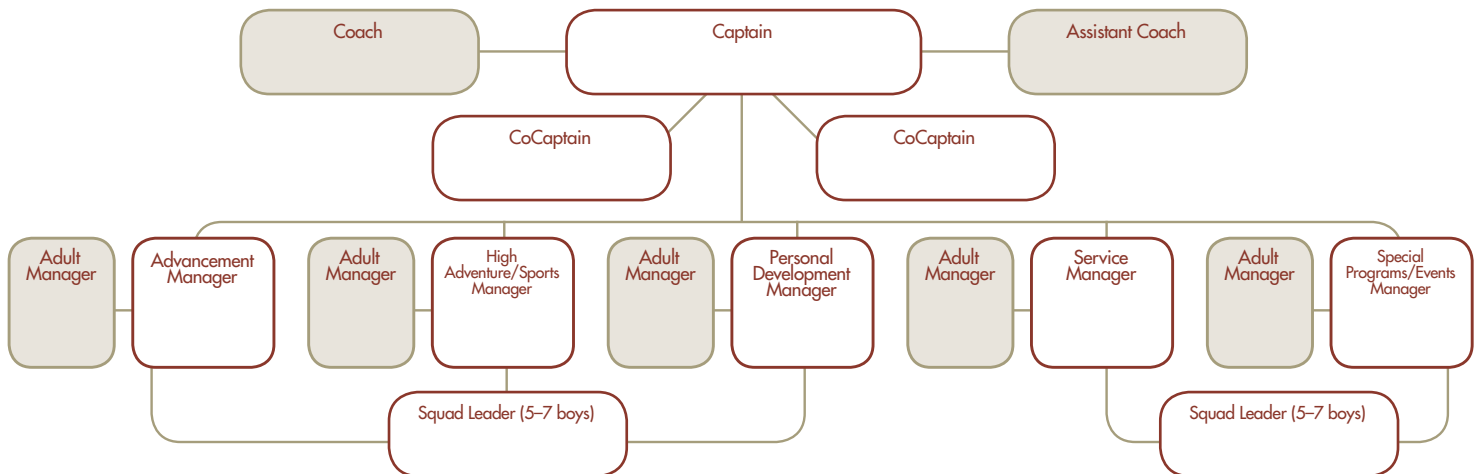 Coach
Captain
Assistant Coach
CoCaptain
CoCaptain
Adult
Manager
Advancement
Manager
Adult
Manager
High
Adventure/Sports
Manager
Adult
Manager
Personal
Development
Manager
Adult
Manager
Service
Manager
Adult
Manager
Special
Programs/Events
Manager
Squad Leader (5–7 boys)
Squad Leader (5–7 boys)